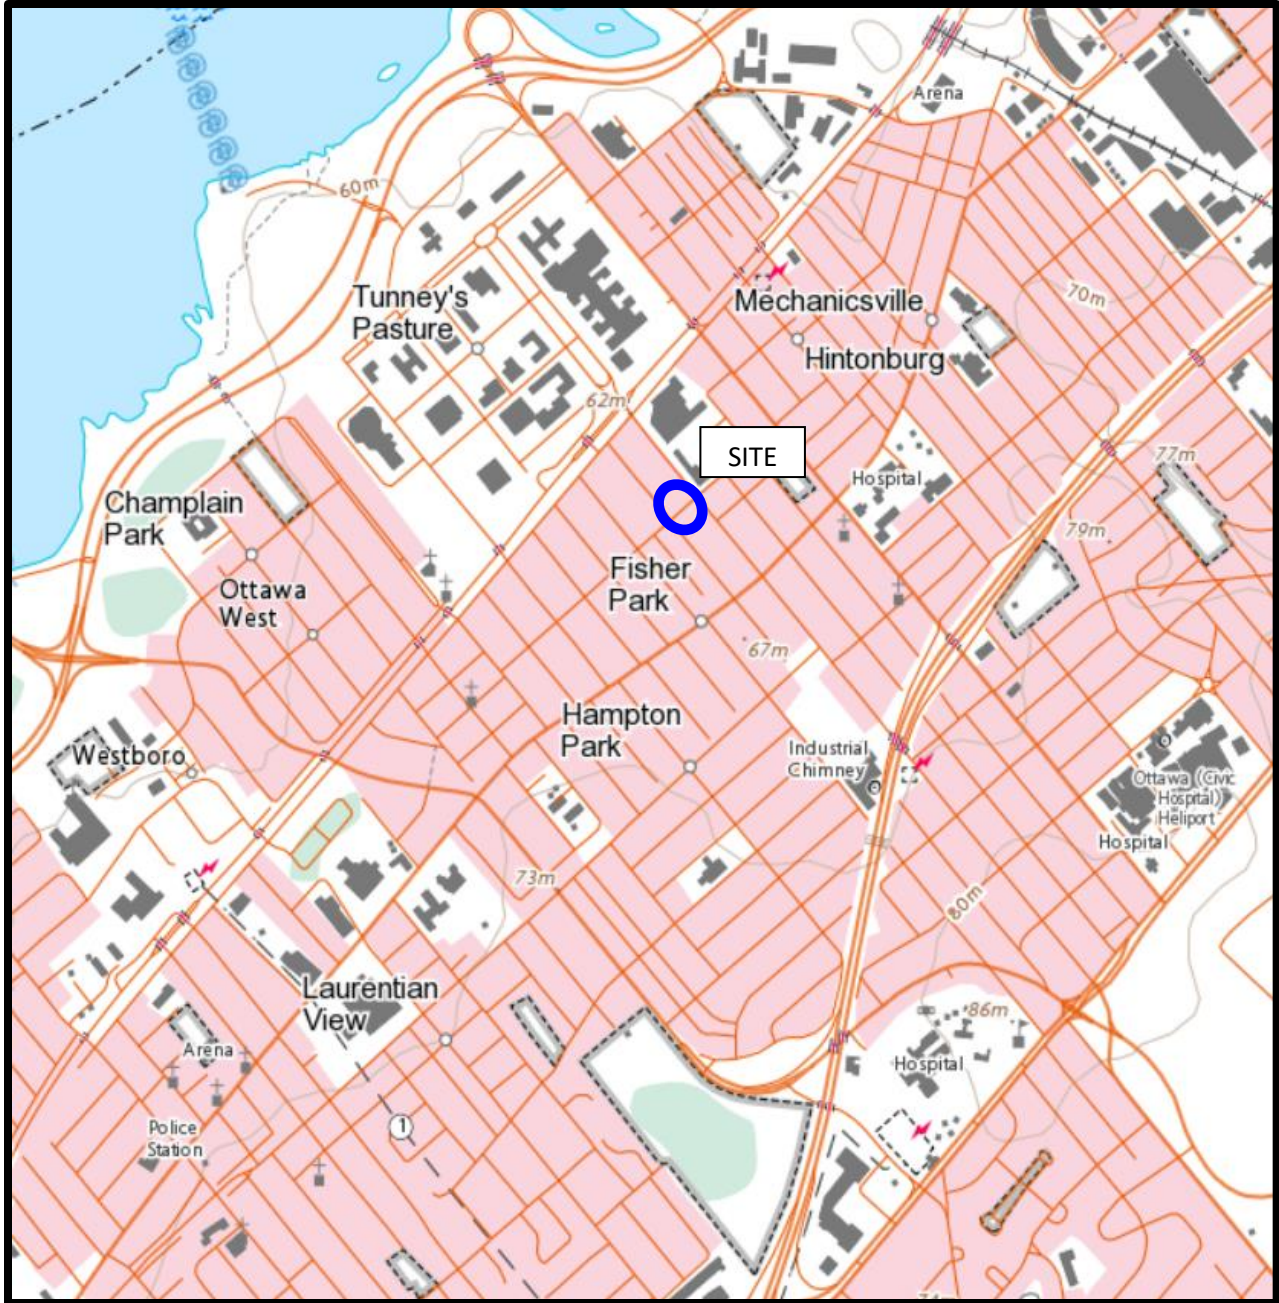 Arena
60m
Tunney's
Pasture
Mechanicsville
70m
Hintonburg
62m
SITE
77m
Hospital
Champlain
Park
79m
Fisher
Park
Ottawa
West
67m
Hampton
Park
Westboro
Industrial
Chimney
Ottawa (Civic
Hospital)
Heliport
Hospital
73m
80m
Laurentian
View
86m
Arena
Hospital
1
Police
Station